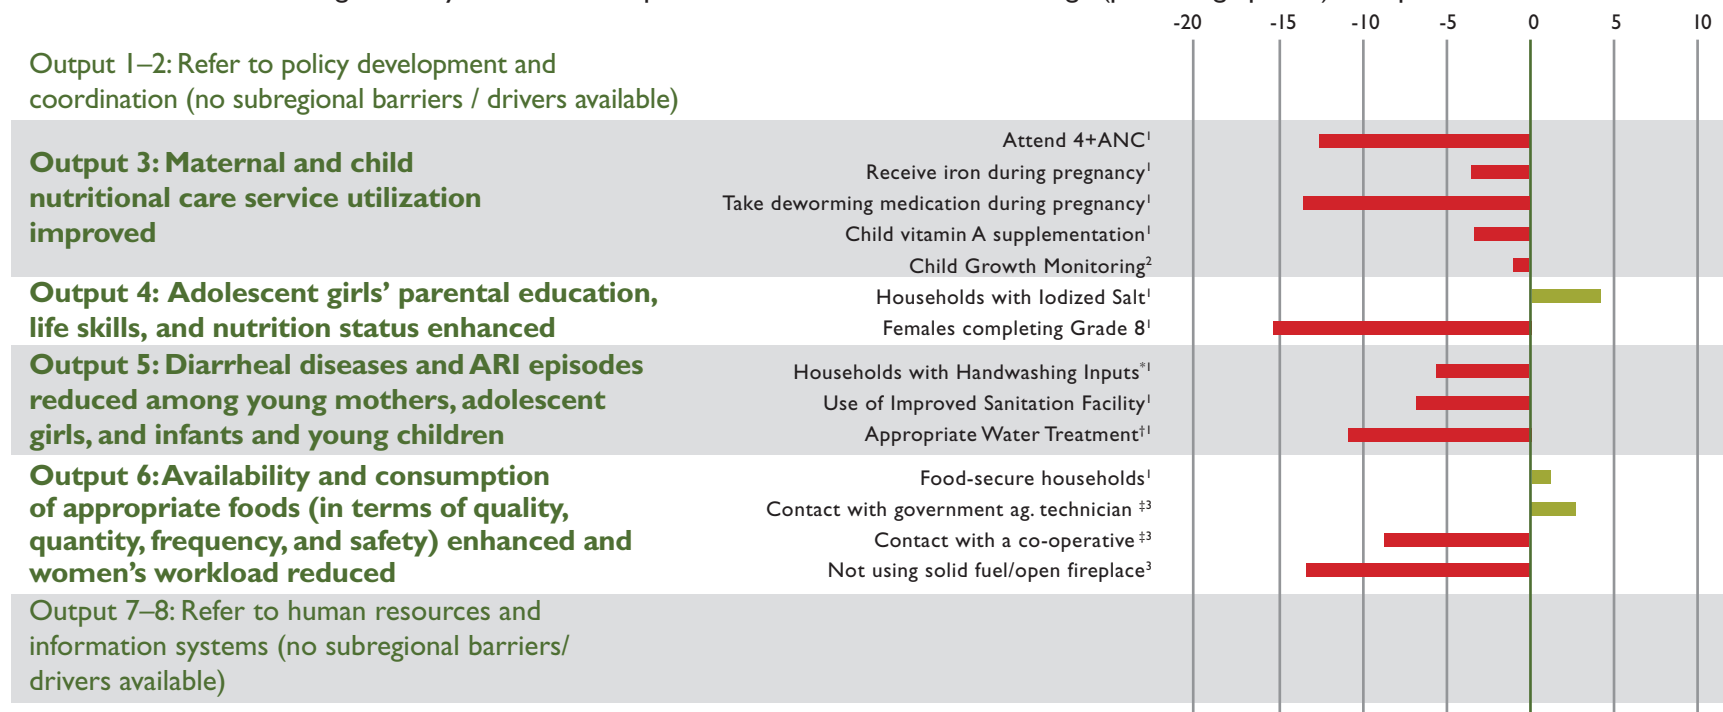 -20 -15 -10 -5 0 5 10
Output 1–2: Refer to policy development and
coordination (no subregional barriers / drivers available)
Output 3: Maternal and child
nutritional care service utilization
improved
Attend 4+ANC¹
Receive iron during pregnancy¹
Take deworming medication during pregnancy¹
Child vitamin A supplementation¹
Child Growth Monitoring²
Output 4: Adolescent girls’ parental education,
life skills, and nutrition status enhanced
Households with Iodized Salt¹
Females completing Grade 8¹
Output 5: Diarrheal diseases and ARI episodes
reduced among young mothers, adolescent
girls, and infants and young children
Households with Handwashing Inputs*¹
Use of Improved Sanitation Facility¹
Appropriate Water Treatment†¹
Output 6: Availability and consumption
of appropriate foods (in terms of quality,
quantity, frequency, and safety) enhanced and
women’s workload reduced
Food-secure households¹
Contact with government ag. technician ‡³
Contact with a co-operative ‡³
Not using solid fuel/open fireplace³
Output 7–8: Refer to human resources and
information systems (no subregional barriers/
drivers available)